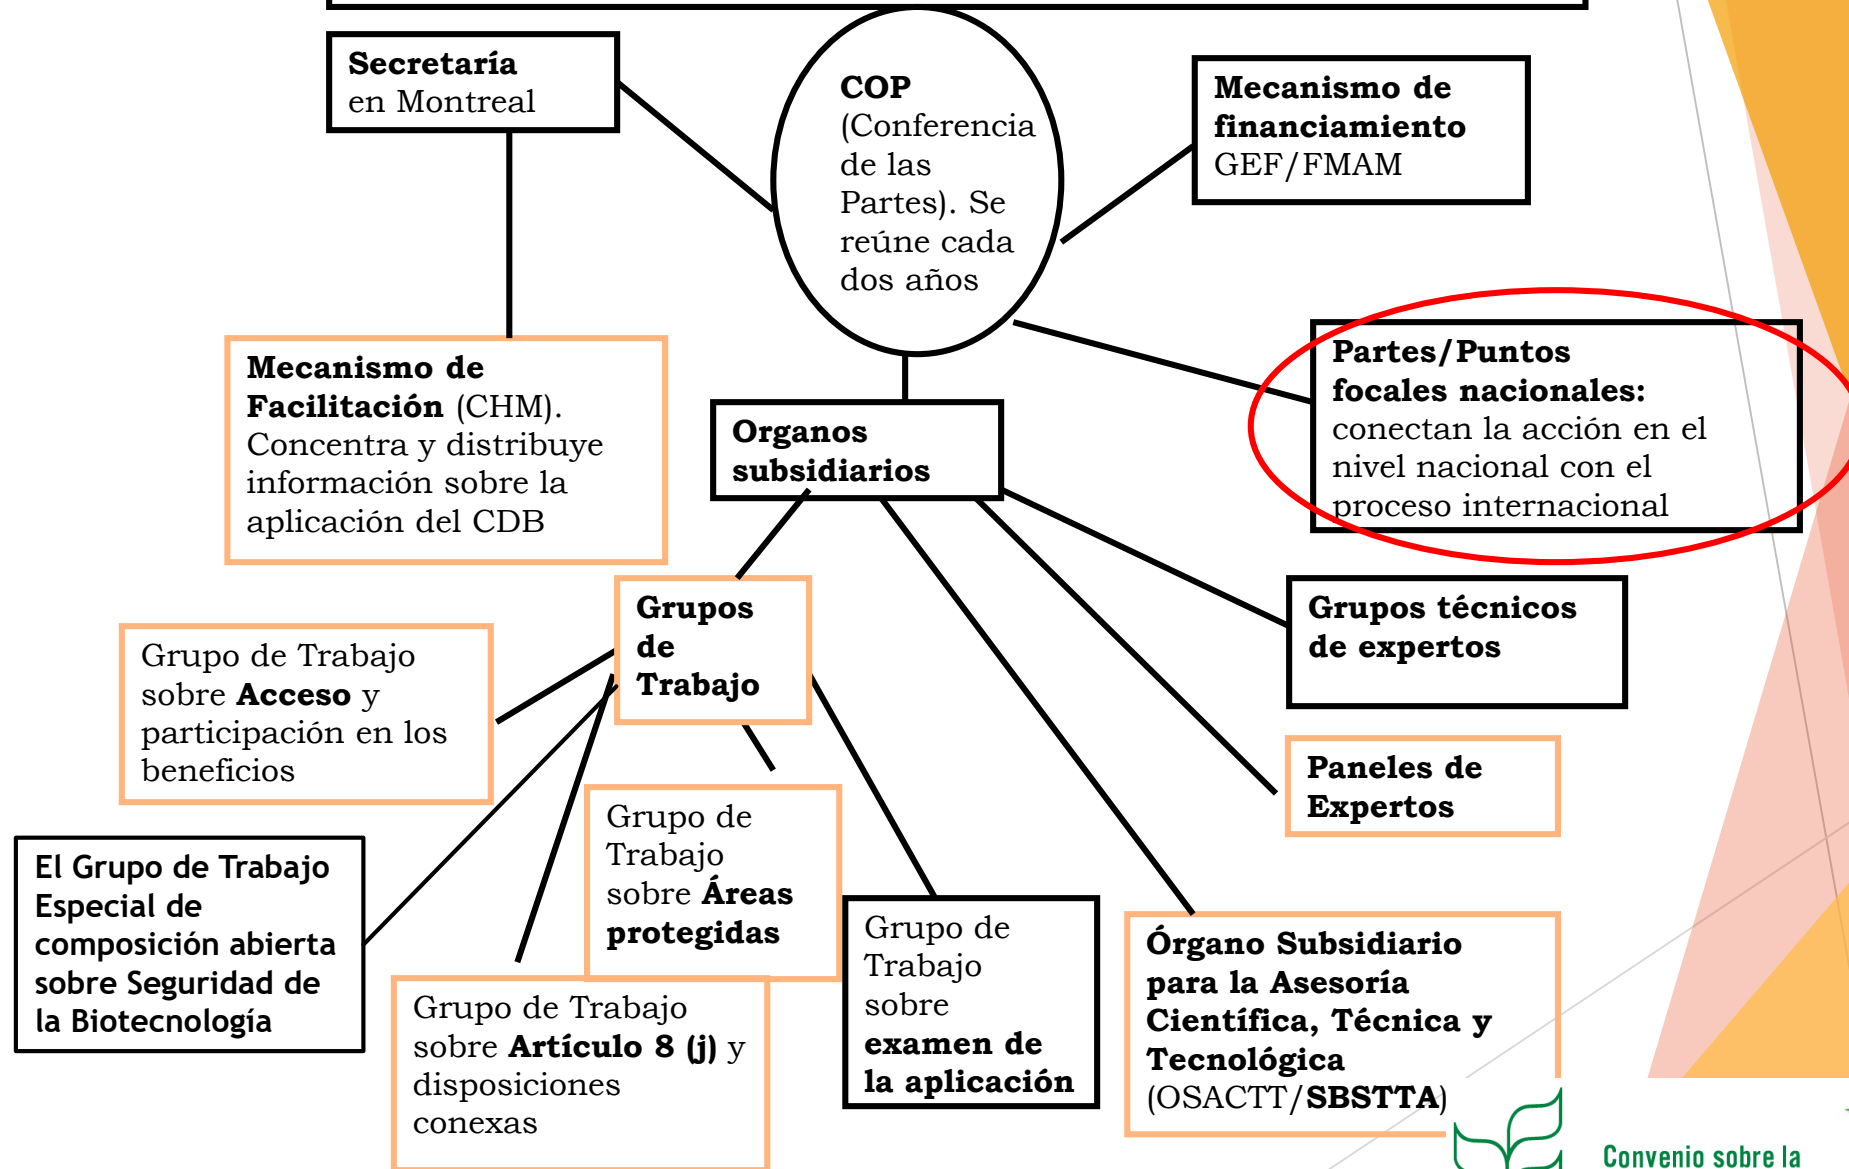 Secretaría
en Montreal
COP
(Conferencia
de las
Partes). Se
reúne cada
dos años
Mecanismo de
financiamiento
GEF/FMAM
Mecanismo de
Facilitación (CHM).
Concentra y distribuye
información sobre la
aplicación del CDB
Organos
subsidiarios
Partes/Puntos
focales nacionales:
conectan la acción en el
nivel nacional con el
proceso internacional
Grupos
de
Trabajo
Grupos técnicos
de expertos
Grupo de Trabajo
sobre Acceso y
participación en los
beneficios
Paneles de
Expertos
El Grupo de Trabajo
Especial de
composición abierta
sobre Seguridad de
la Biotecnología
Grupo de
Trabajo
sobre Áreas
protegidas
Grupo de Trabajo
sobre Artículo 8 (j) y
disposiciones
conexas
Grupo de
Trabajo
sobre
examen de
la aplicación
Órgano Subsidiario
para la Asesoría
Científica, Técnica y
Tecnológica
(OSACTT/SBSTTA)
Convenio sobre la